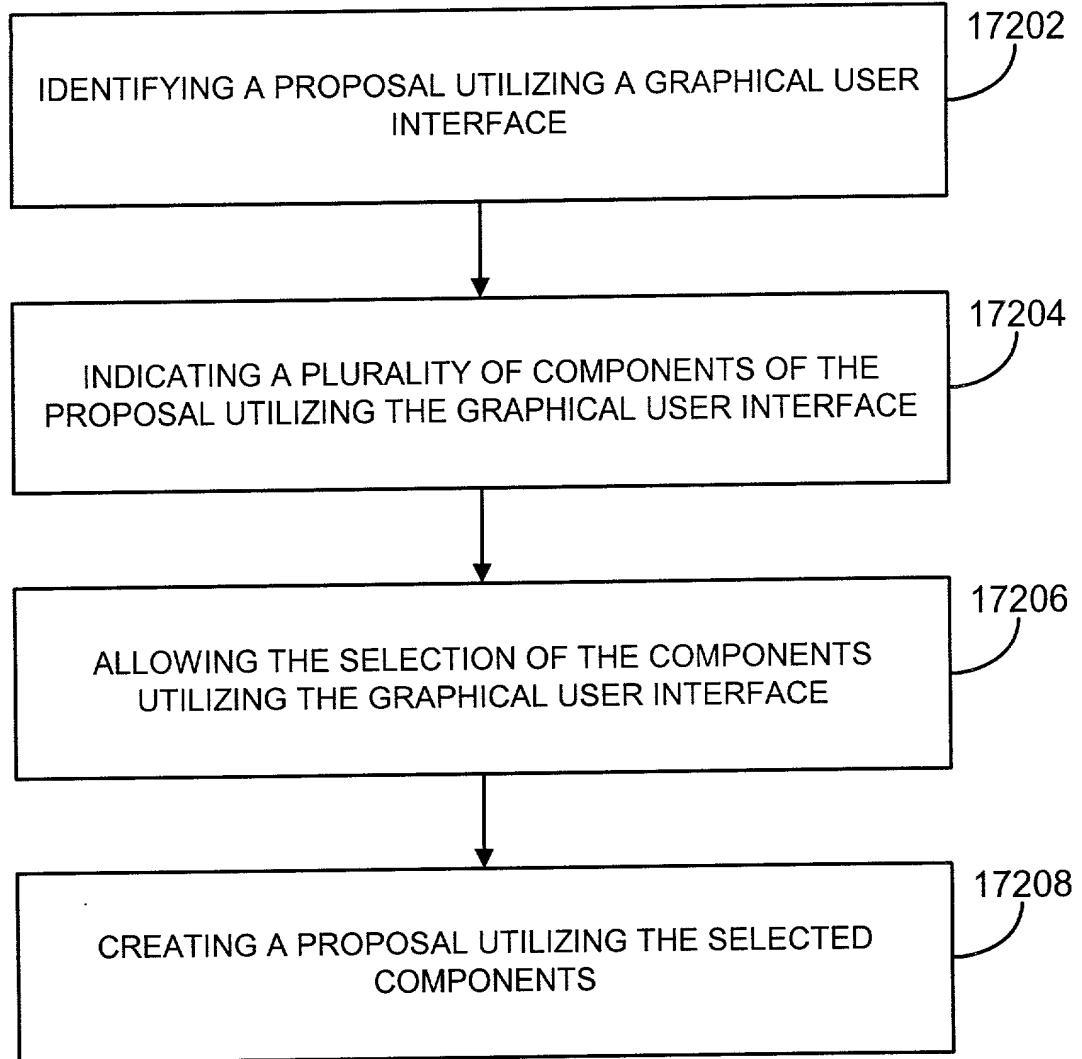 17202
IDENTIFYING A PROPOSAL UTILIZING A GRAPHICAL USER
INTERFACE
17204
INDICATING A PLURALITY OF COMPONENTS OF THE
PROPOSAL UTILIZING THE GRAPHICAL USER INTERFACE
17206
ALLOWING THE SELECTION OF THE COMPONENTS
UTILIZING THE GRAPHICAL USER INTERFACE
17208
CREATING A PROPOSAL UTILIZING THE SELECTED
COMPONENTS